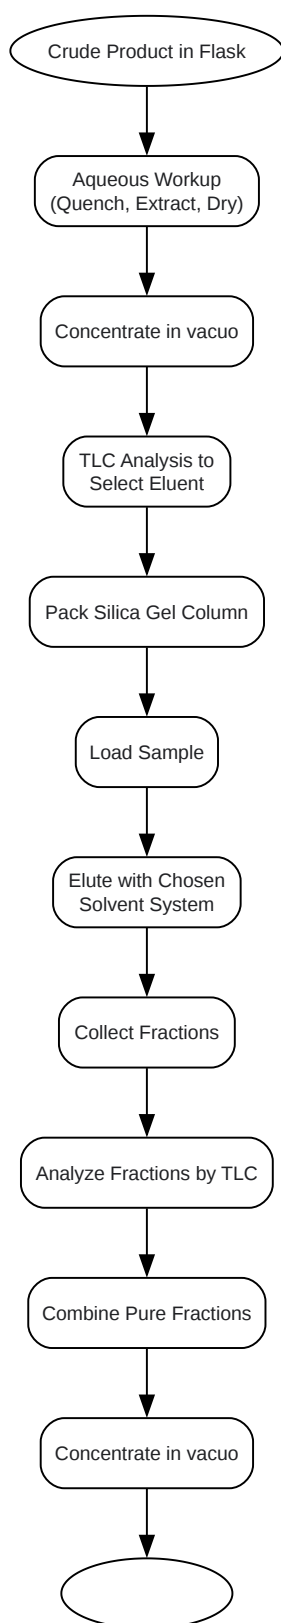 Crude Product in Flask
Aqueous Workup
(Quench, Extract, Dry)
Concentrate in vacuo
TLC Analysis to
Select Eluent
Pack Silica Gel Column
Load Sample
Elute with Chosen
Solvent System
Collect Fractions
Analyze Fractions by TLC
Combine Pure Fractions
Concentrate in vacuo